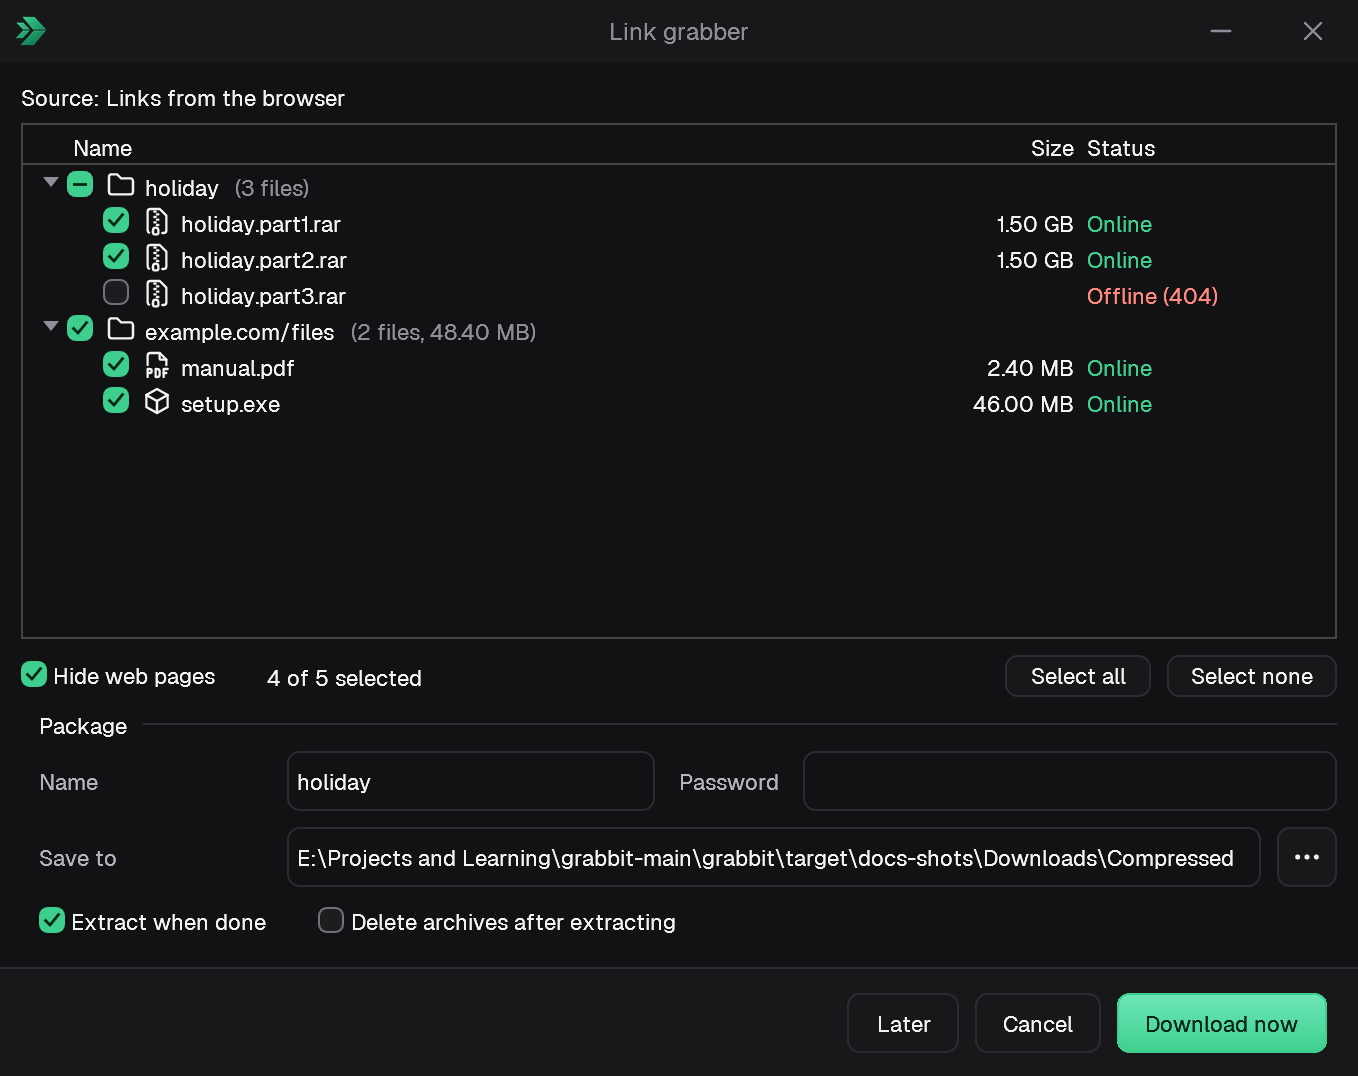 Link grabber
Source: Links from the browser
Name Size Status
holiday (3 files)
holiday.part1.rar 1.50 GB Online
holiday.part2.rar 1.50 GB Online
holiday.part3.rar Offline (404)
example.com/files (2 files, 48.40 MB)
PDF manual.pdf 2.40 MB Online
setup.exe 46.00 MB Online
Hide web pages 4 of 5 selected Select all Select none
Package
Name holiday Password
Save to E:\Projects and Learning\grabbit-main\grabbit\target\docs-shots\Downloads\Compressed
Extract when done Delete archives after extracting
Later Cancel Download now